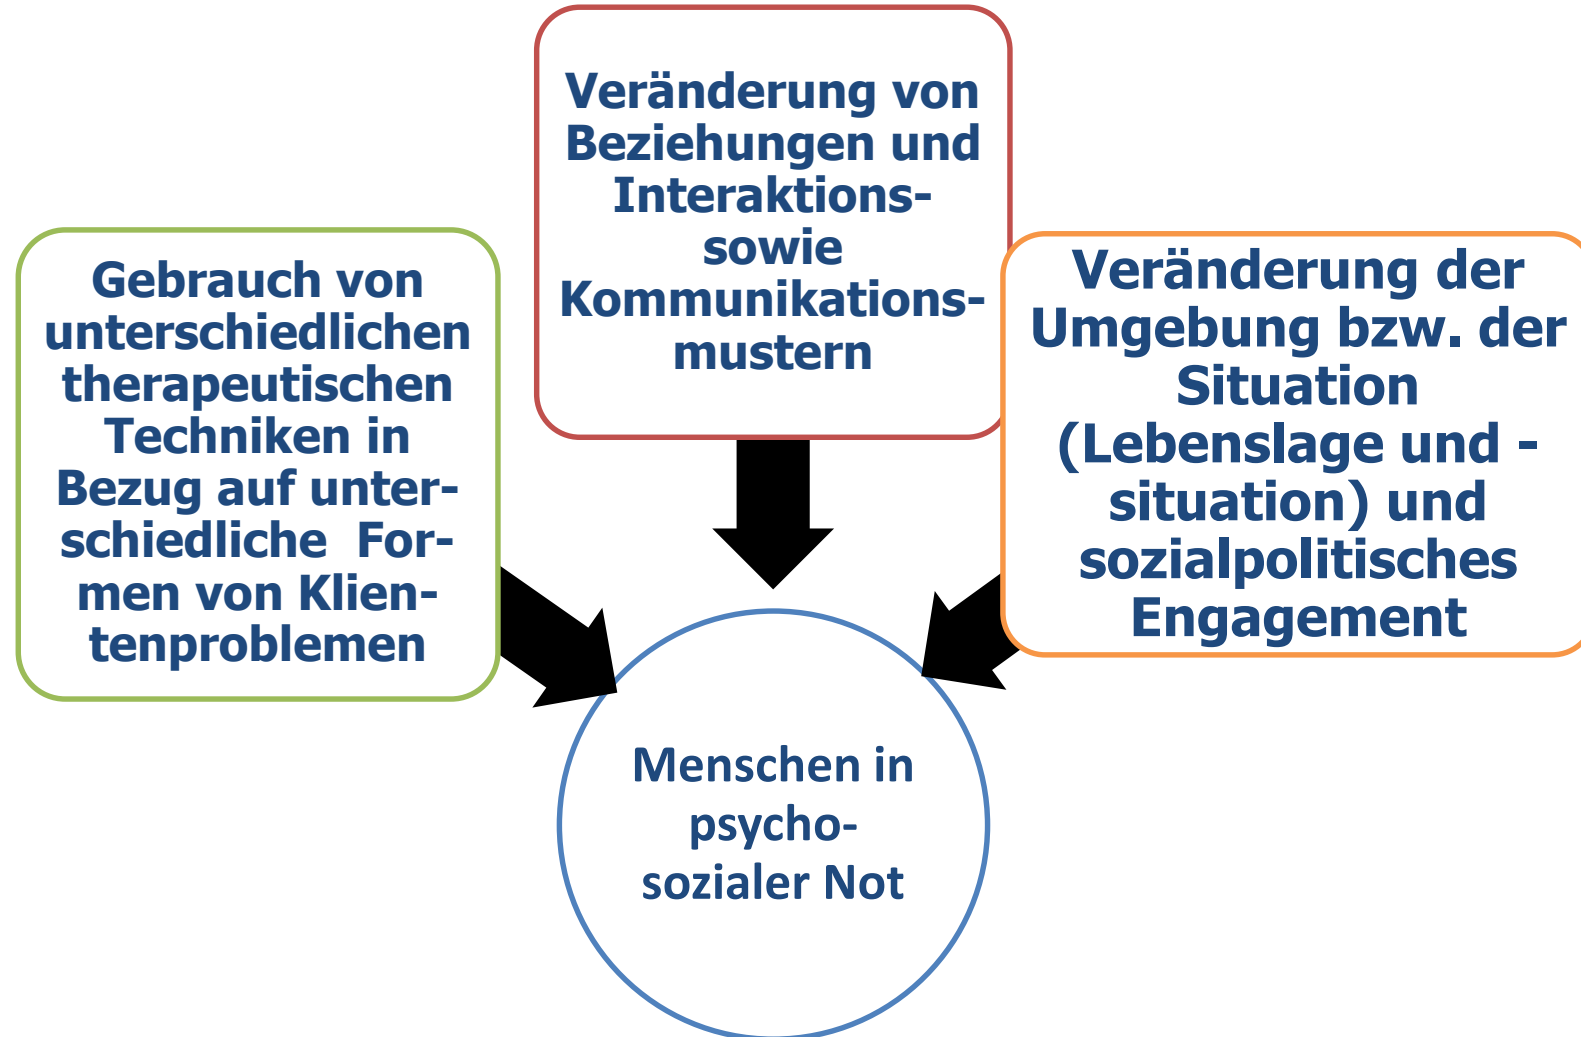 Veränderung von
Beziehungen und
Interaktions-
sowie
Kommunikations-
mustern
Gebrauch von
unterschiedlichen
therapeutischen
Techniken in
Bezug auf unter-
schiedliche  For-
men von Klien-
tenproblemen
Veränderung der
Umgebung bzw. der
Situation
(Lebenslage und -
situation) und
sozialpolitisches
Engagement
Menschen in
psycho-
sozialer Not